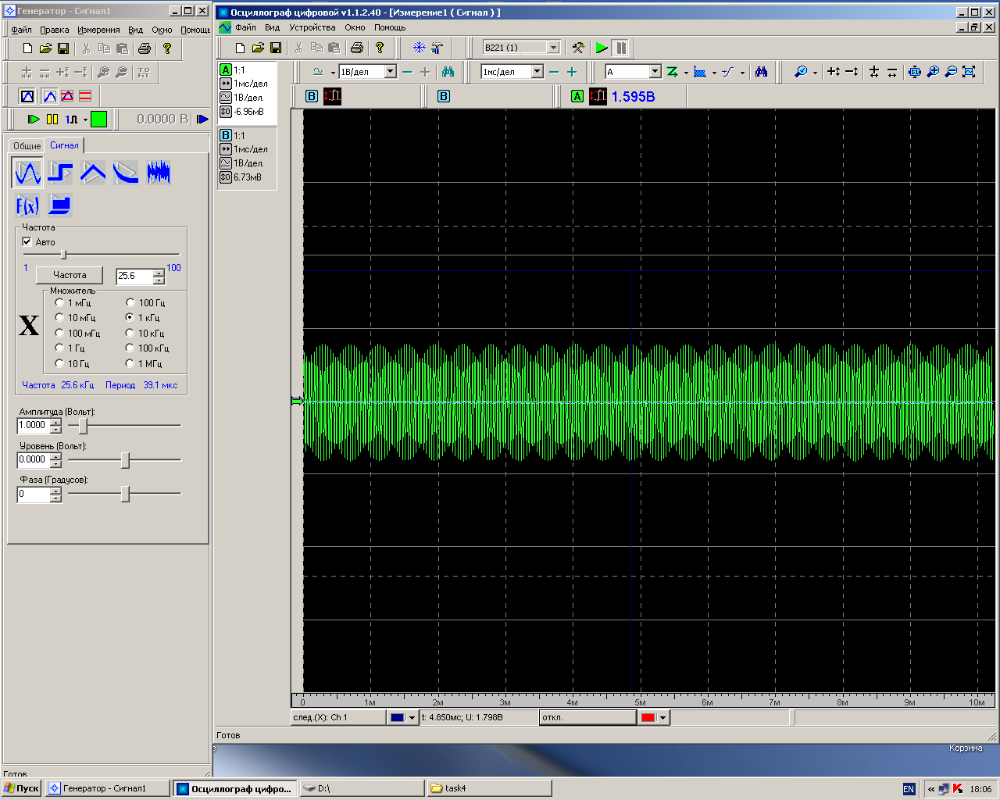 Генератор - Сигнал1
Файл Правка Измерения Вид Окно Помощь
0.0000 В
Общие Сигнал
F(x)
Частота
Авто
1 100
Частота 25.6
Множитель
X
1 мГц 100 Гц
10 мГц 1 кГц
100 мГц 10 кГц
1 Гц 100 кГц
10 Гц 1 МГц
Частота 25.6 кГц Период 39.1 мкс
Амплитуда (Вольт):
1.0000
Уровень (Вольт):
0.0000
Фаза (Градусов):
0
Готов
Осциллограф цифровой v1.1.2.40 - [Измерение1 ( Сигнал ) ]
Файл Вид Устройства Окно Помощь
B221 (1)
A 1:1
1мс/дел
1В/дел.
-6.96мВ
B 1:1
1мс/дел
1В/дел.
6.73мВ
1В/дел 1мс/дел A
B B A 1.595В
0 1м 2м 3м 4м 5м 6м 7м 8м 9м 10м
след.(X): Ch 1 t: 4.850мс; U: 1.798В откл.
Готов
Корзина
Пуск Генератор - Сигнал1 Осциллограф цифро... D:\ task4 EN « 18:06